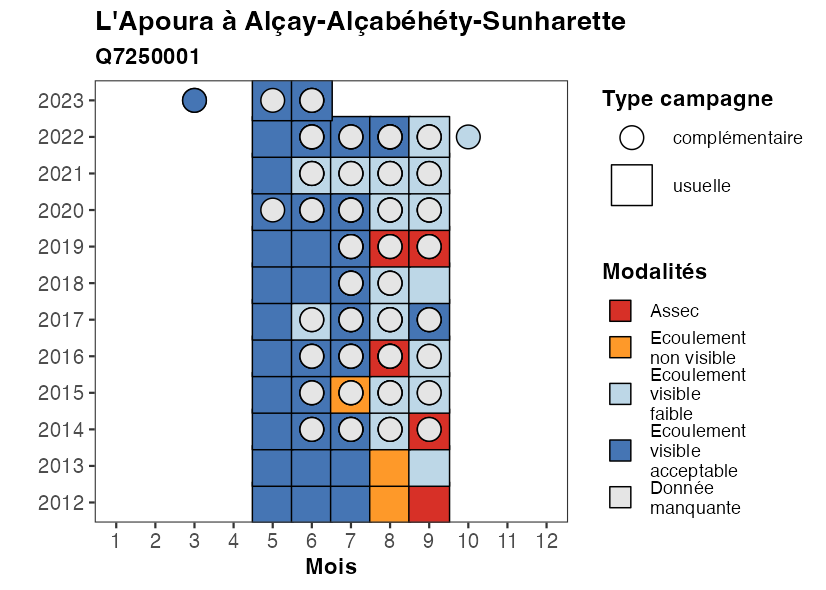 L'Apoura à Alçay-Alçabéhéty-Sunharette
Q7250001
2023
2022
2021
2020
2019
2018
2017
2016
2015
2014
2013
2012
1 2 3 4 5 6 7 8 9 10 11 12
Mois
Type campagne
complémentaire
usuelle
Modalités
Assec
Ecoulement
non visible
Ecoulement
visible
faible
Ecoulement
visible
acceptable
Donnée
manquante